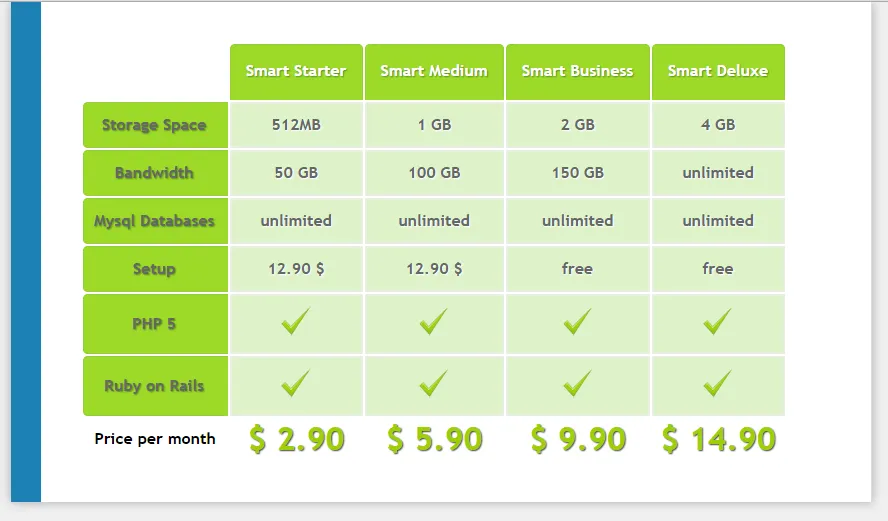 Smart Starter Smart Medium Smart Business Smart Deluxe
Storage Space 512MB 1 GB 2 GB 4 GB
Bandwidth 50 GB 100 GB 150 GB unlimited
Mysql Databases unlimited unlimited unlimited unlimited
Setup 12.90 $ 12.90 $ free free
PHP 5
Ruby on Rails
Price per month $ 2.90 $ 5.90 $ 9.90 $ 14.90